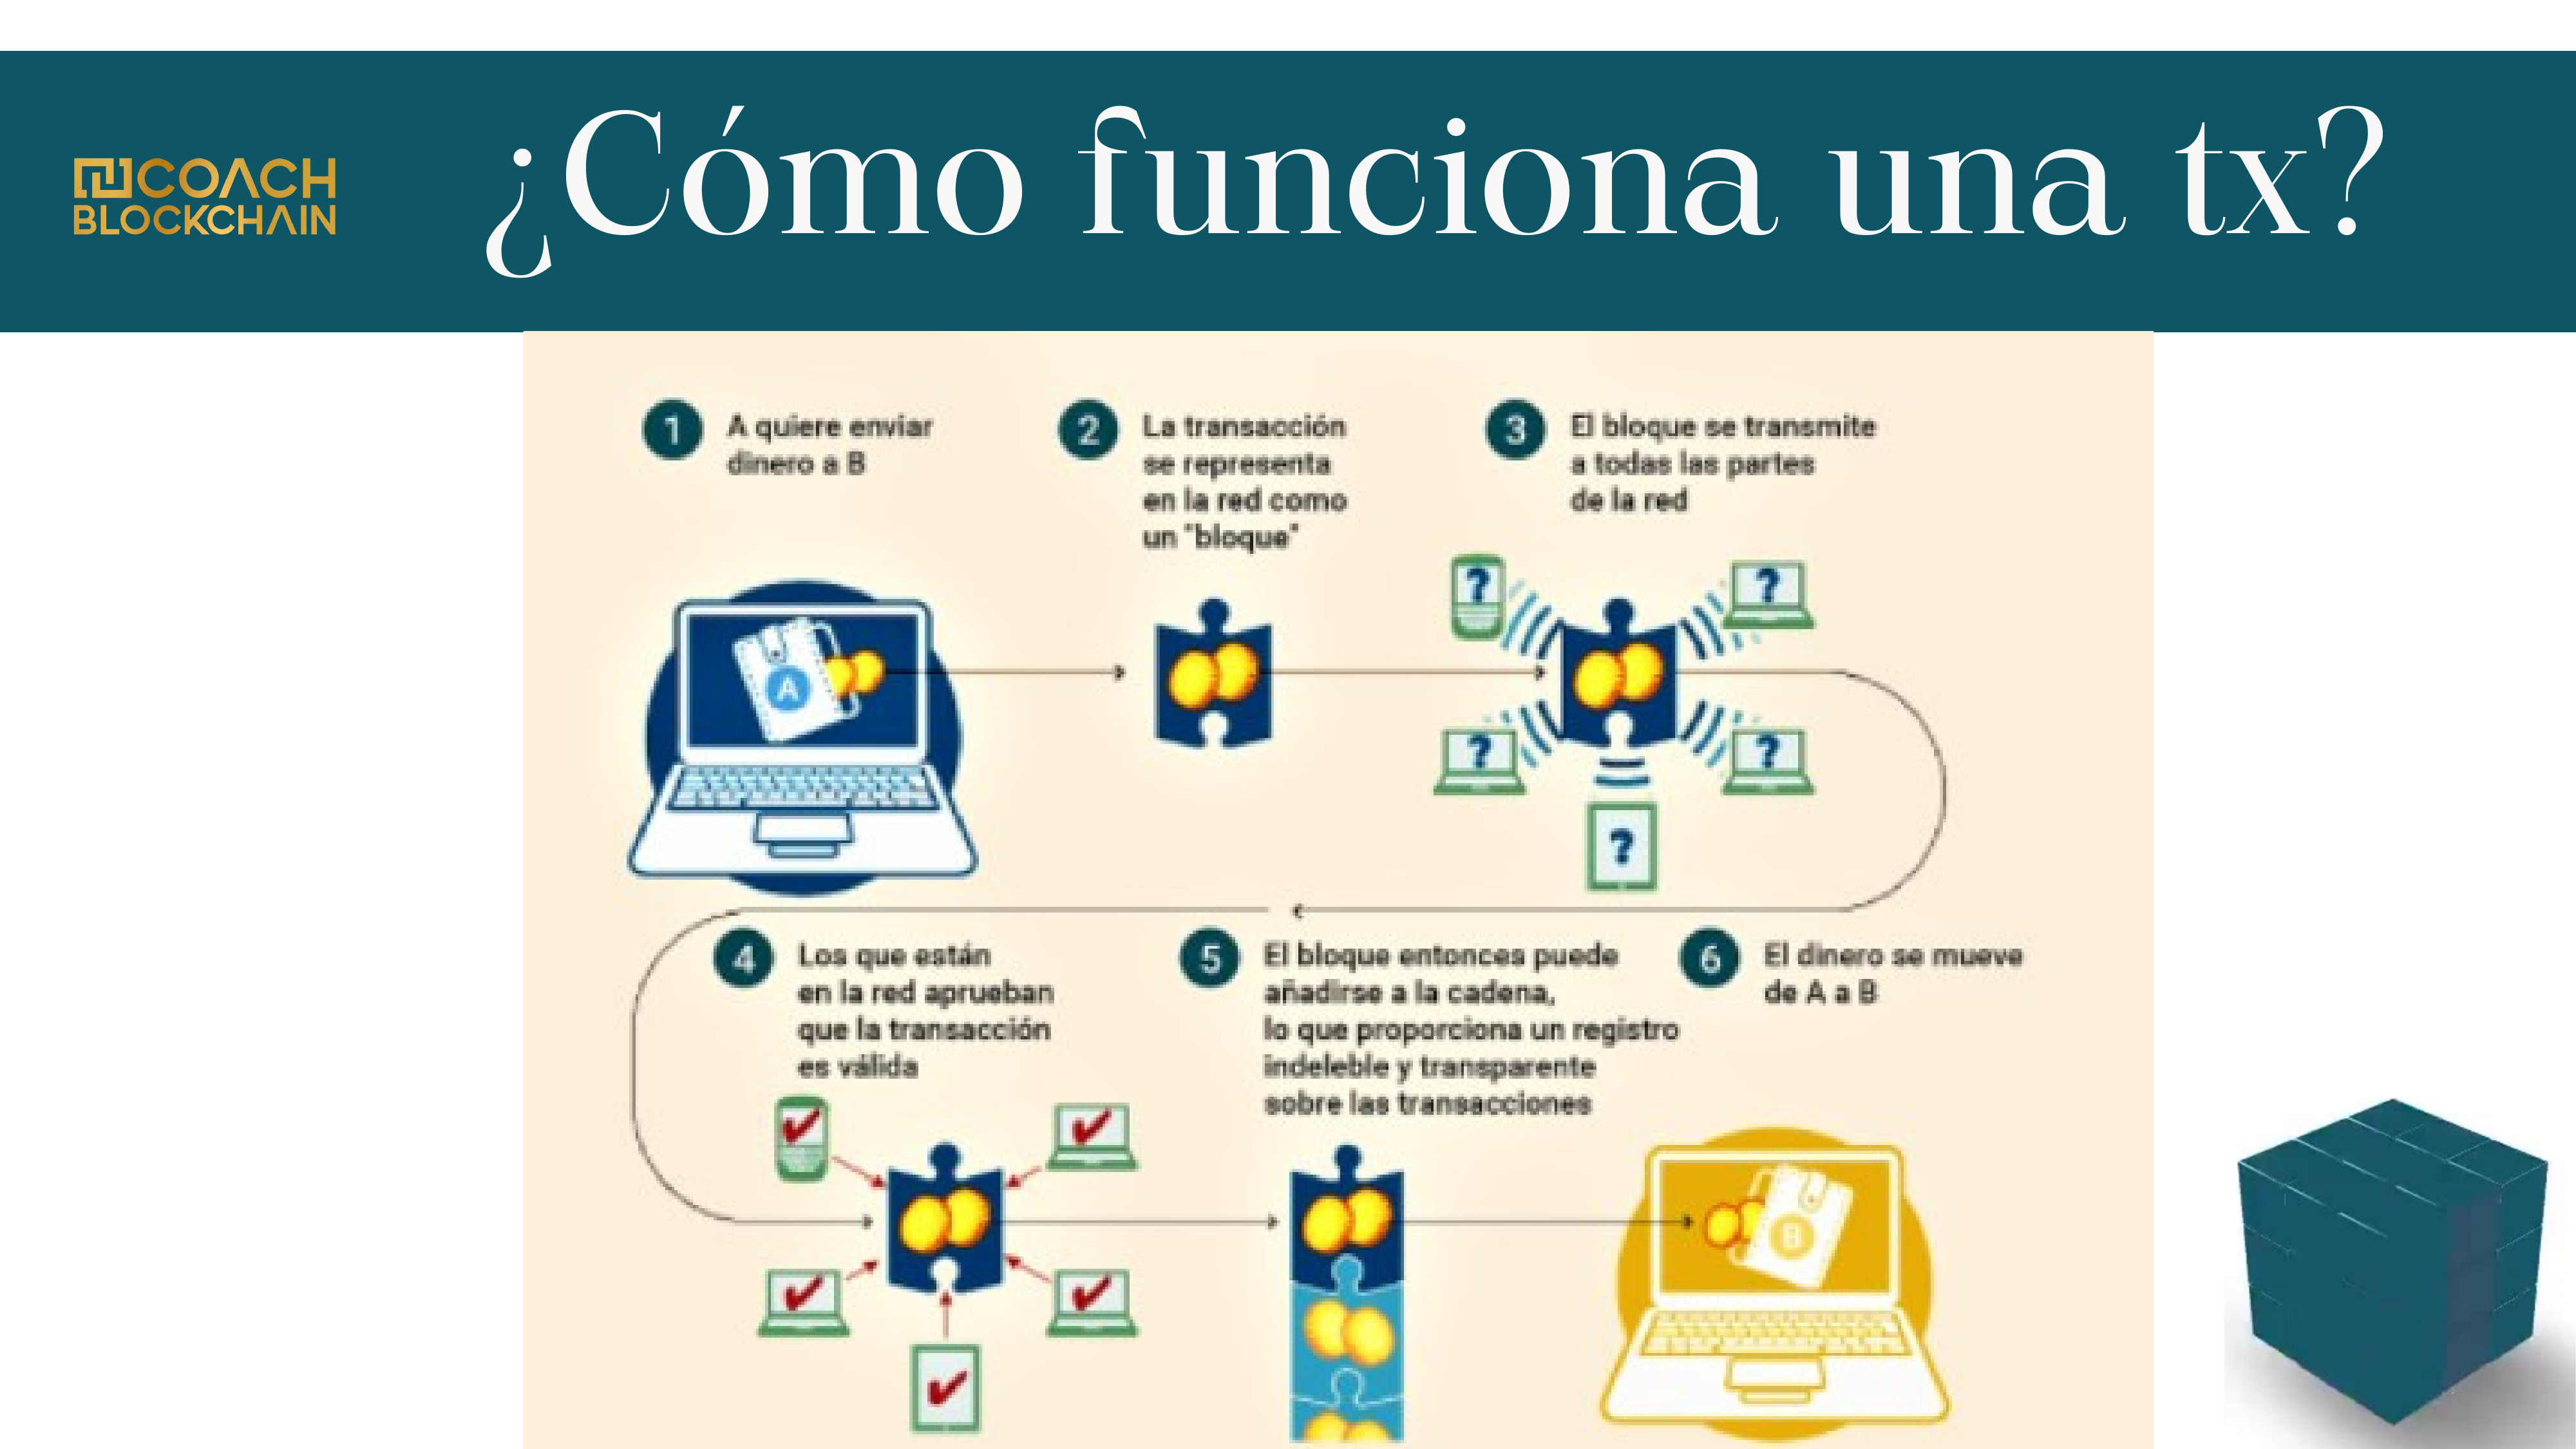 COACH
BLOCKCHAIN
¿Cómo funciona una tx?
1
A quiere enviar
dinero a B
2
La transacción
se representa
en la red como
un "bloque"
3
El bloque se transmite
a todas las partes
de la red
?
?
?
?
?
A
4
Los que están
en la red aprueban
que la transacción
es válida
5
El bloque entonces puede
añadirse a la cadena,
lo que proporciona un registro
indeleble y transparente
sobre las transacciones
6
El dinero se mueve
de A a B
B